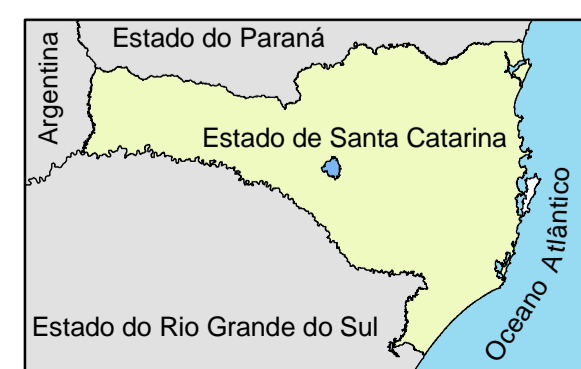 Estado do Paraná
Argentina
Estado de Santa Catarina
Oceano Atlântico
Estado do Rio Grande do Sul